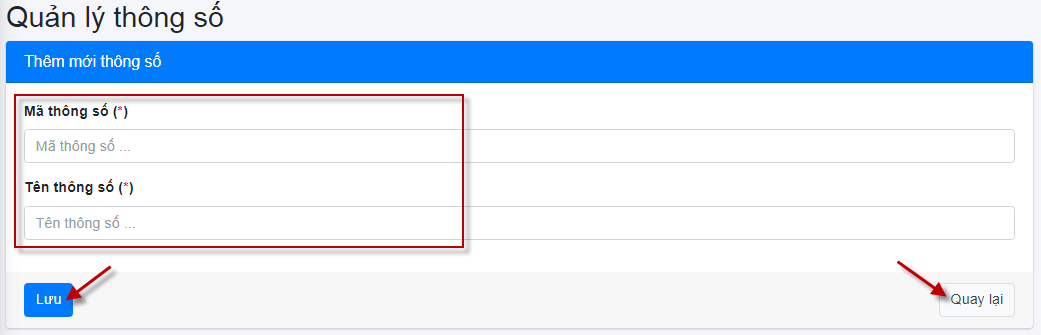 Quản lý thông số
Thêm mới thông số
Mã thông số (*)
Mã thông số ...
Tên thông số (*)
Tên thông số ...
Lưu
Quay lại